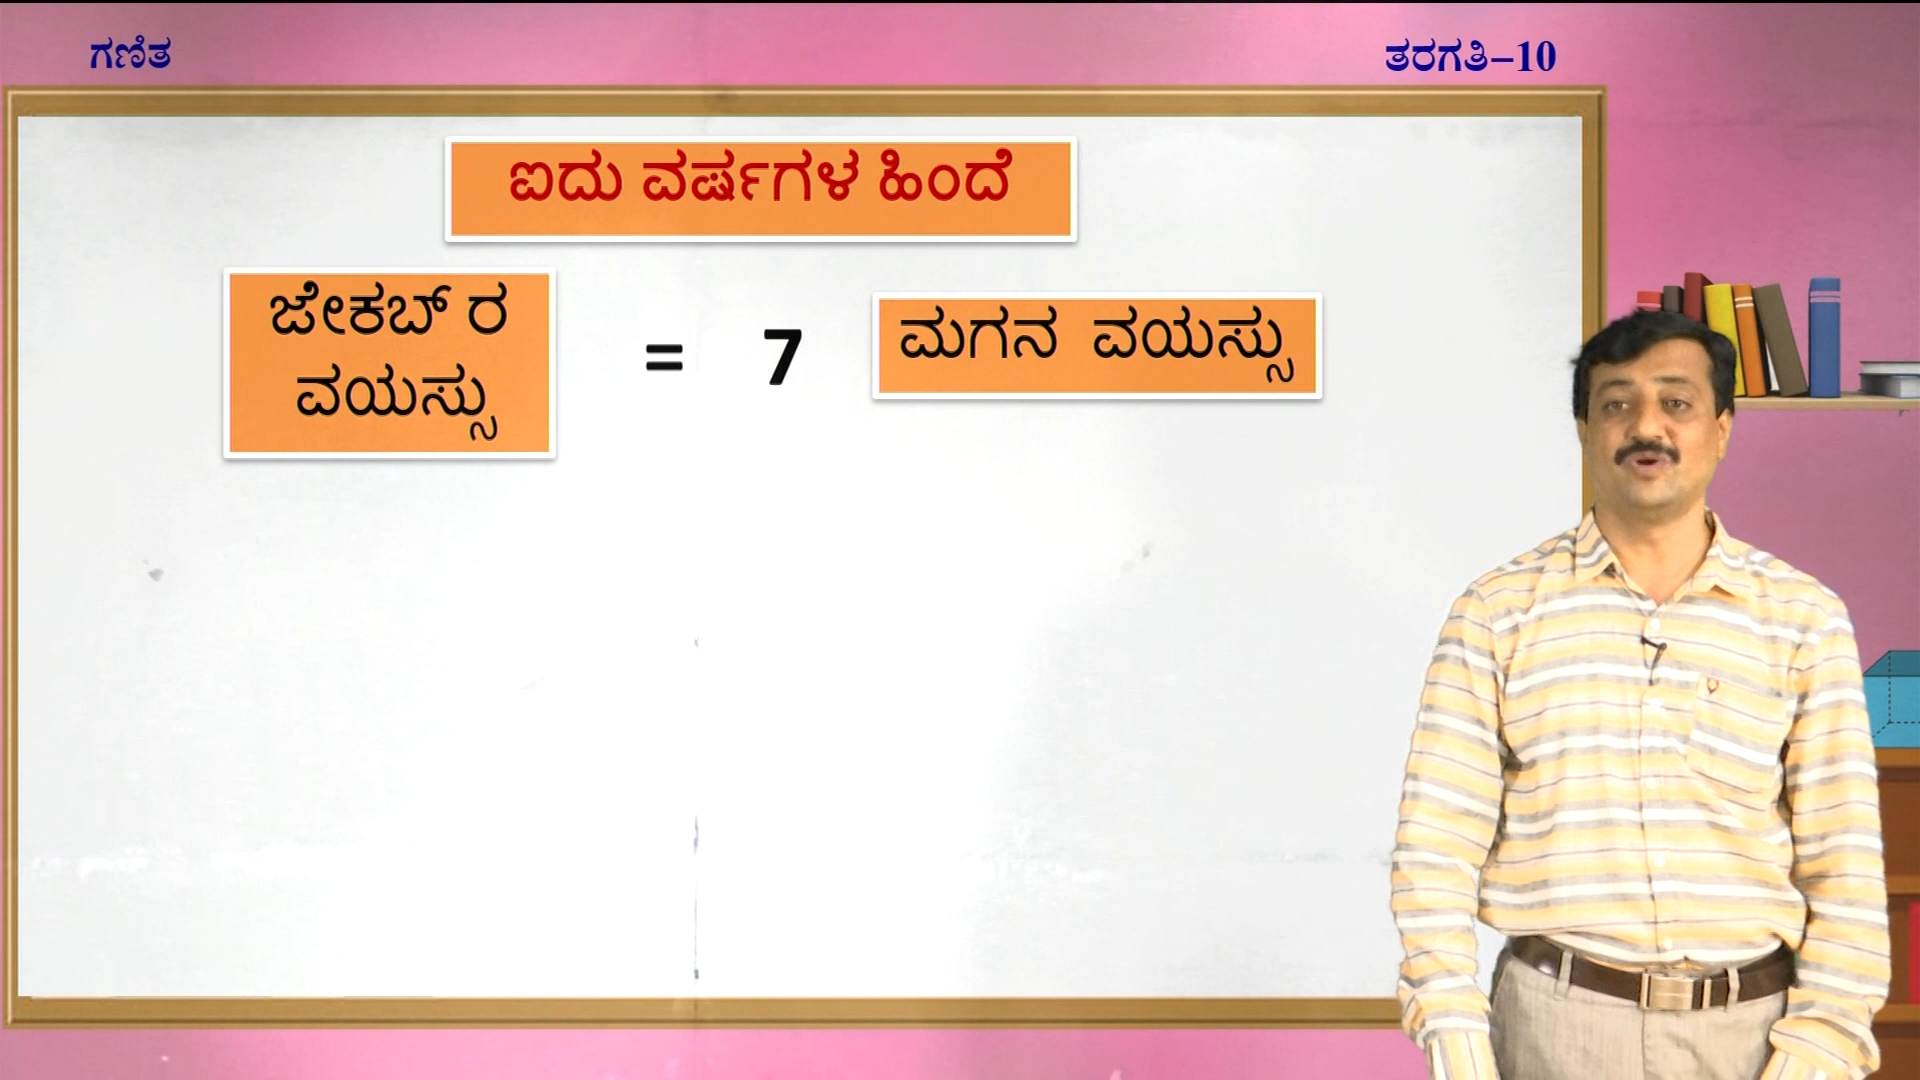 ಗಣಿತ
ತರಗತಿ–10
ಐದು ವರ್ಷಗಳ ಹಿಂದೆ
ಜೇಕಬ್ ರ
ವಯಸ್ಸು
= 7
ಮಗನ ವಯಸ್ಸು